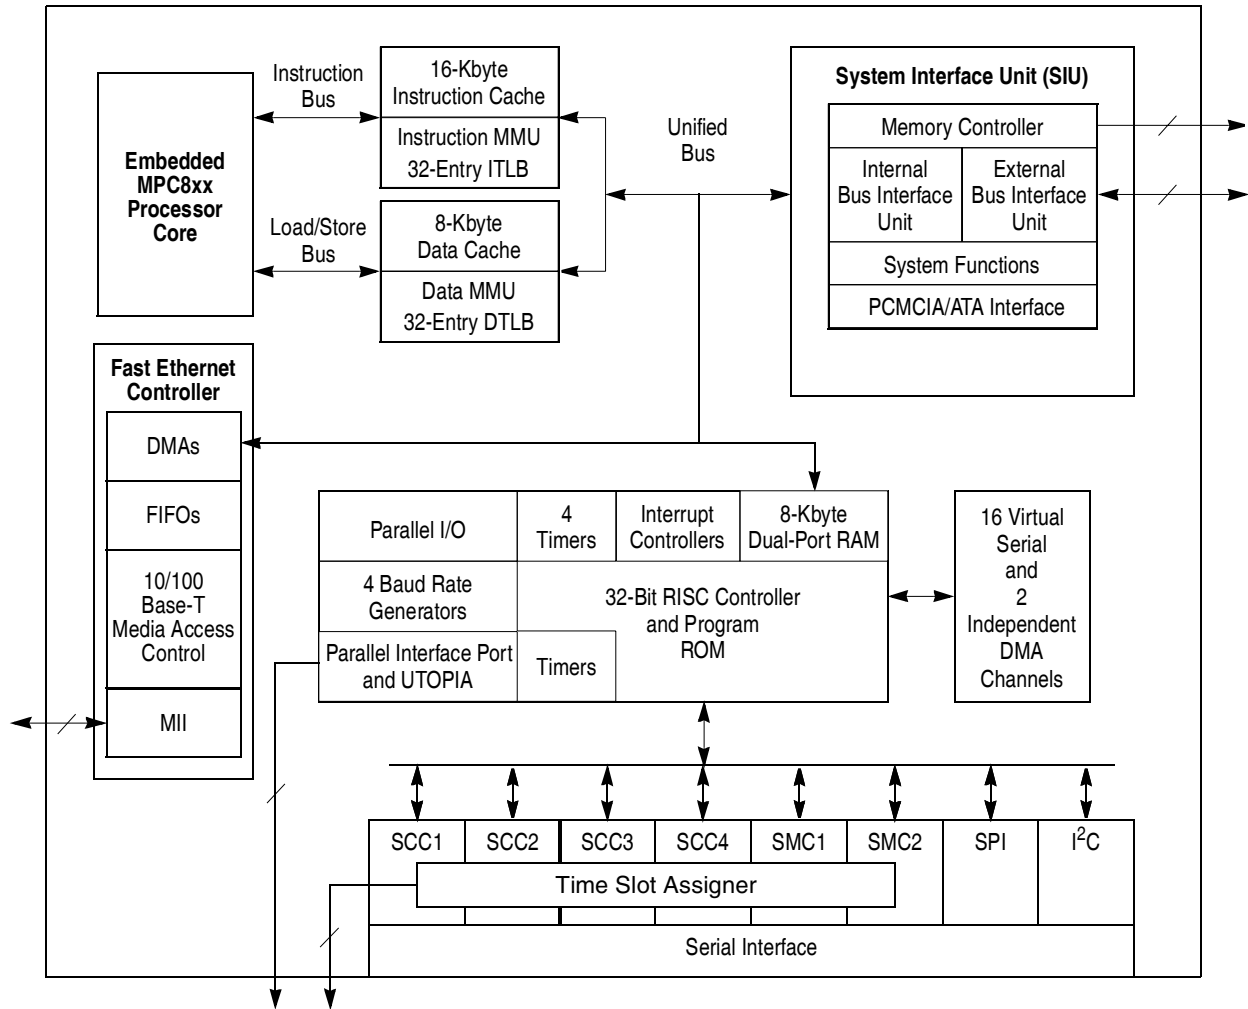 Instruction
Bus
16-Kbyte
Instruction Cache
Instruction MMU
32-Entry ITLB
Embedded
MPC8xx
Processor
Core
Load/Store
Bus
8-Kbyte
Data Cache
Data MMU
32-Entry DTLB
Unified
Bus
System Interface Unit (SIU)
Memory Controller
Internal
Bus Interface
Unit
External
Bus Interface
Unit
System Functions
PCMCIA/ATA Interface
Fast Ethernet
Controller
DMAs
FIFOs
10/100
Base-T
Media Access
Control
MII
Parallel I/O
4
Timers
Interrupt
Controllers
8-Kbyte
Dual-Port RAM
4 Baud Rate
Generators
32-Bit RISC Controller
and Program
ROM
Parallel Interface Port
and UTOPIA
Timers
16 Virtual
Serial
and
2
Independent
DMA
Channels
SCC1
SCC2
SCC3
SCC4
SMC1
SMC2
SPI
I²C
Time Slot Assigner
Serial Interface